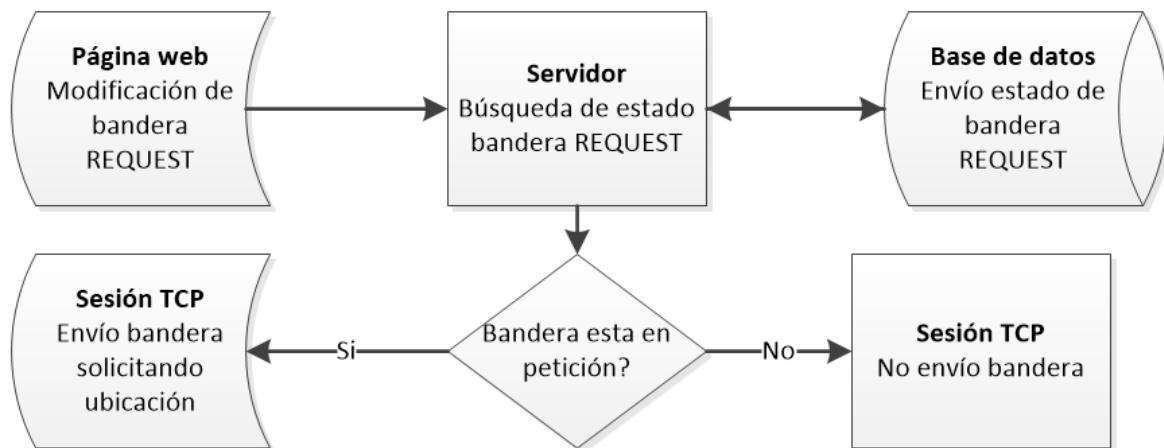 Página web
Modificación de
bandera
REQUEST
Servidor
Búsqueda de estado
bandera REQUEST
Base de datos
Envío estado de
bandera
REQUEST
Sesión TCP
Envío bandera
solicitando
ubicación
Si
Bandera esta en
petición?
No
Sesión TCP
No envío bandera